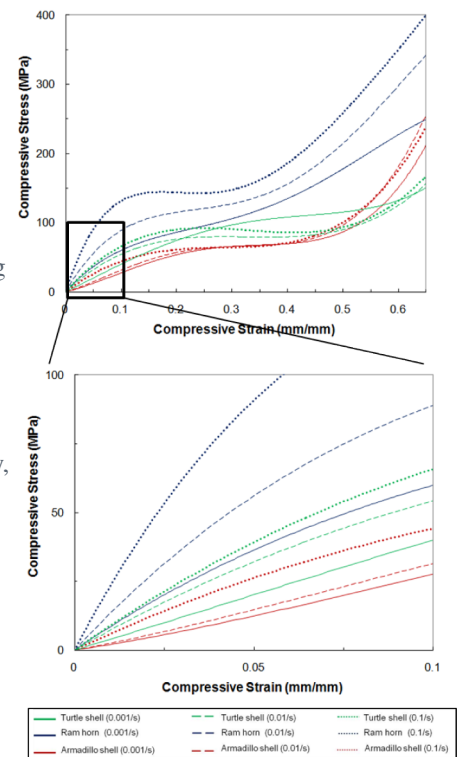 400
300
200
100
0
Compressive Stress (MPa)
0 0.1 0.2 0.3 0.4 0.5 0.6
Compressive Strain (mm/mm)
100
50
0
Compressive Stress (MPa)
0 0.05 0.1
Compressive Strain (mm/mm)
Turtle shell (0.001/s) Turtle shell (0.01/s) Turtle shell (0.1/s)
Ram horn (0.001/s) Ram horn (0.01/s) Ram horn (0.1/s)
Armadillo shell (0.001/s) Armadillo shell (0.01/s) Armadillo shell (0.1/s)